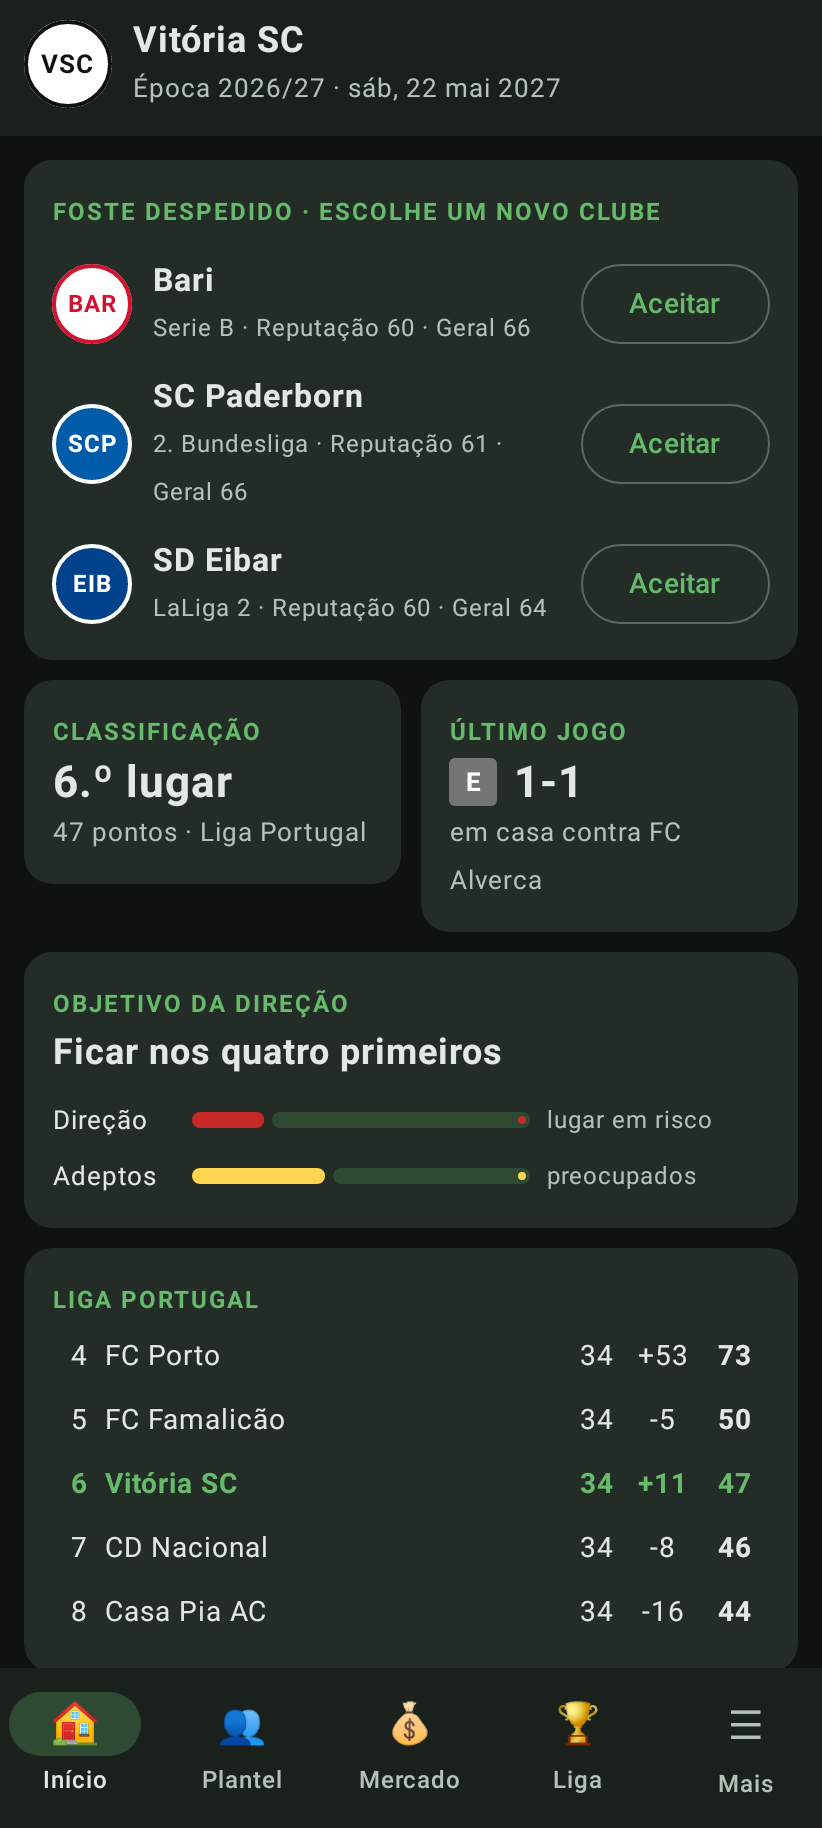 VSC
Vitória SC
Época 2026/27 · sáb, 22 mai 2027
FOSTE DESPEDIDO · ESCOLHE UM NOVO CLUBE
BAR
Bari
Serie B · Reputação 60 · Geral 66
Aceitar
SCP
SC Paderborn
2. Bundesliga · Reputação 61 ·
Geral 66
Aceitar
EIB
SD Eibar
LaLiga 2 · Reputação 60 · Geral 64
Aceitar
CLASSIFICAÇÃO
6.º lugar
47 pontos · Liga Portugal
ÚLTIMO JOGO
E 1-1
em casa contra FC
Alverca
OBJETIVO DA DIREÇÃO
Ficar nos quatro primeiros
Direção lugar em risco
Adeptos preocupados
LIGA PORTUGAL
4 FC Porto 34 +53 73
5 FC Famalicão 34 -5 50
6 Vitória SC 34 +11 47
7 CD Nacional 34 -8 46
8 Casa Pia AC 34 -16 44
Início Plantel Mercado Liga Mais